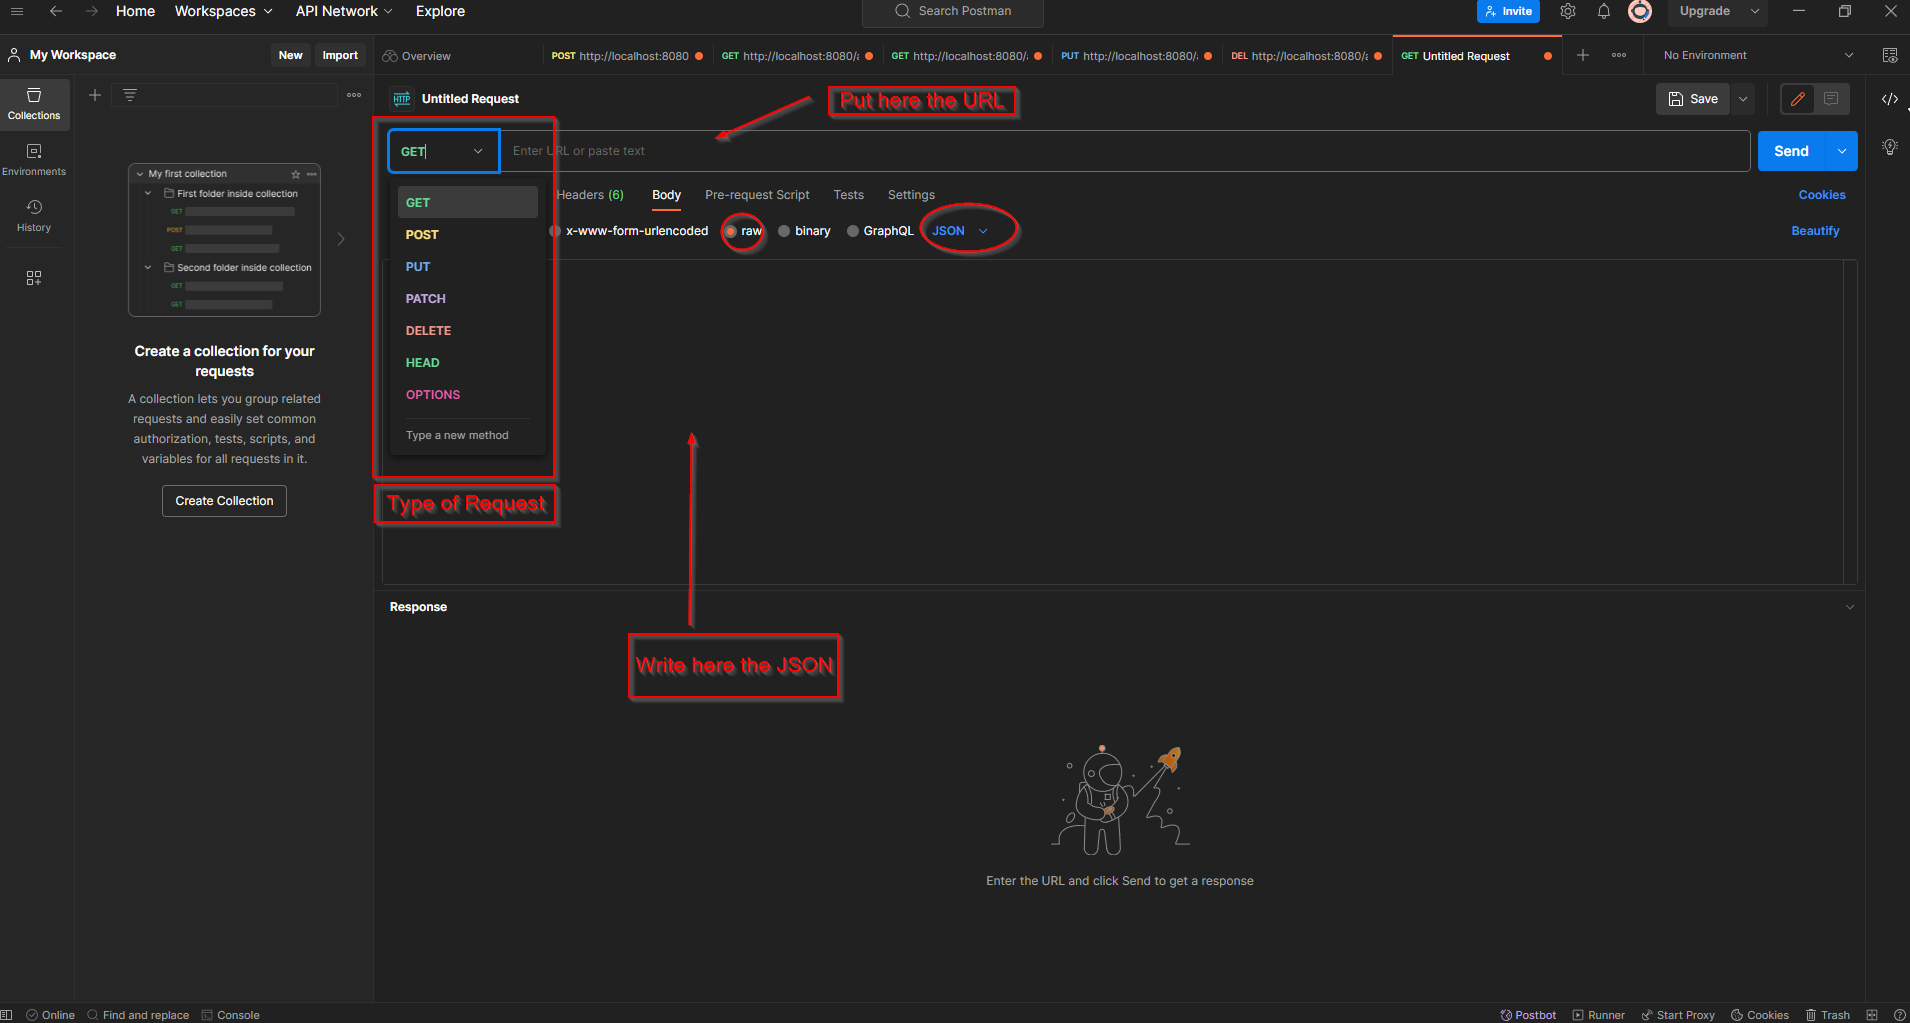 Home Workspaces API Network Explore Search Postman Invite Upgrade
My Workspace New Import Overview POST http://localhost:8080 GET http://localhost:8080/a GET http://localhost:8080/ PUT http://localhost:8080/ DEL http://localhost:8080/a GET Untitled Request No Environment
Collections
Environments
History
My first collection
First folder inside collection
GET
POST
GET
Second folder inside collection
GET
GET
Create a collection for your
requests
A collection lets you group related
requests and easily set common
authorization, tests, scripts, and
variables for all requests in it.
Create Collection
HTTP Untitled Request Put here the URL Save
GET Enter URL or paste text Send
Headers (6) Body Pre-request Script Tests Settings Cookies
x-www-form-urlencoded raw binary GraphQL JSON Beautify
GET
POST
PUT
PATCH
DELETE
HEAD
OPTIONS
Type a new method
Type of Request
Response
Write here the JSON
Enter the URL and click Send to get a response
Online Find and replace Console Postbot Runner Start Proxy Cookies Trash